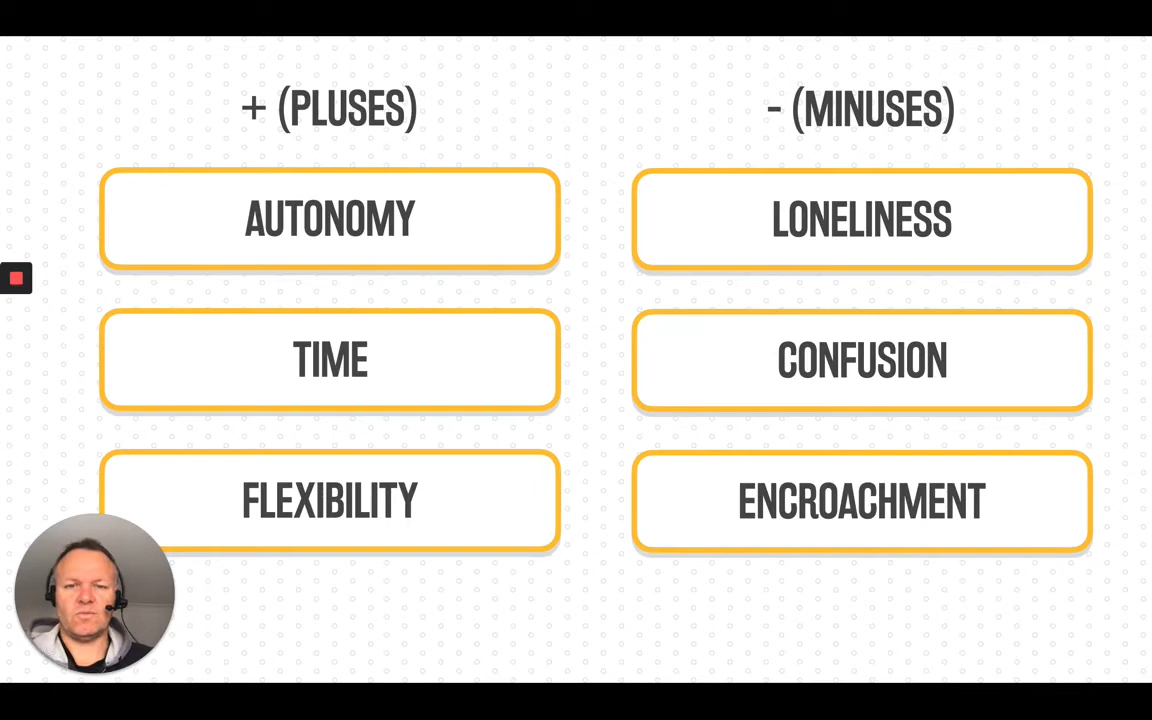 + (PLUSES)
- (MINUSES)
AUTONOMY
LONELINESS
TIME
CONFUSION
FLEXIBILITY
ENCROACHMENT